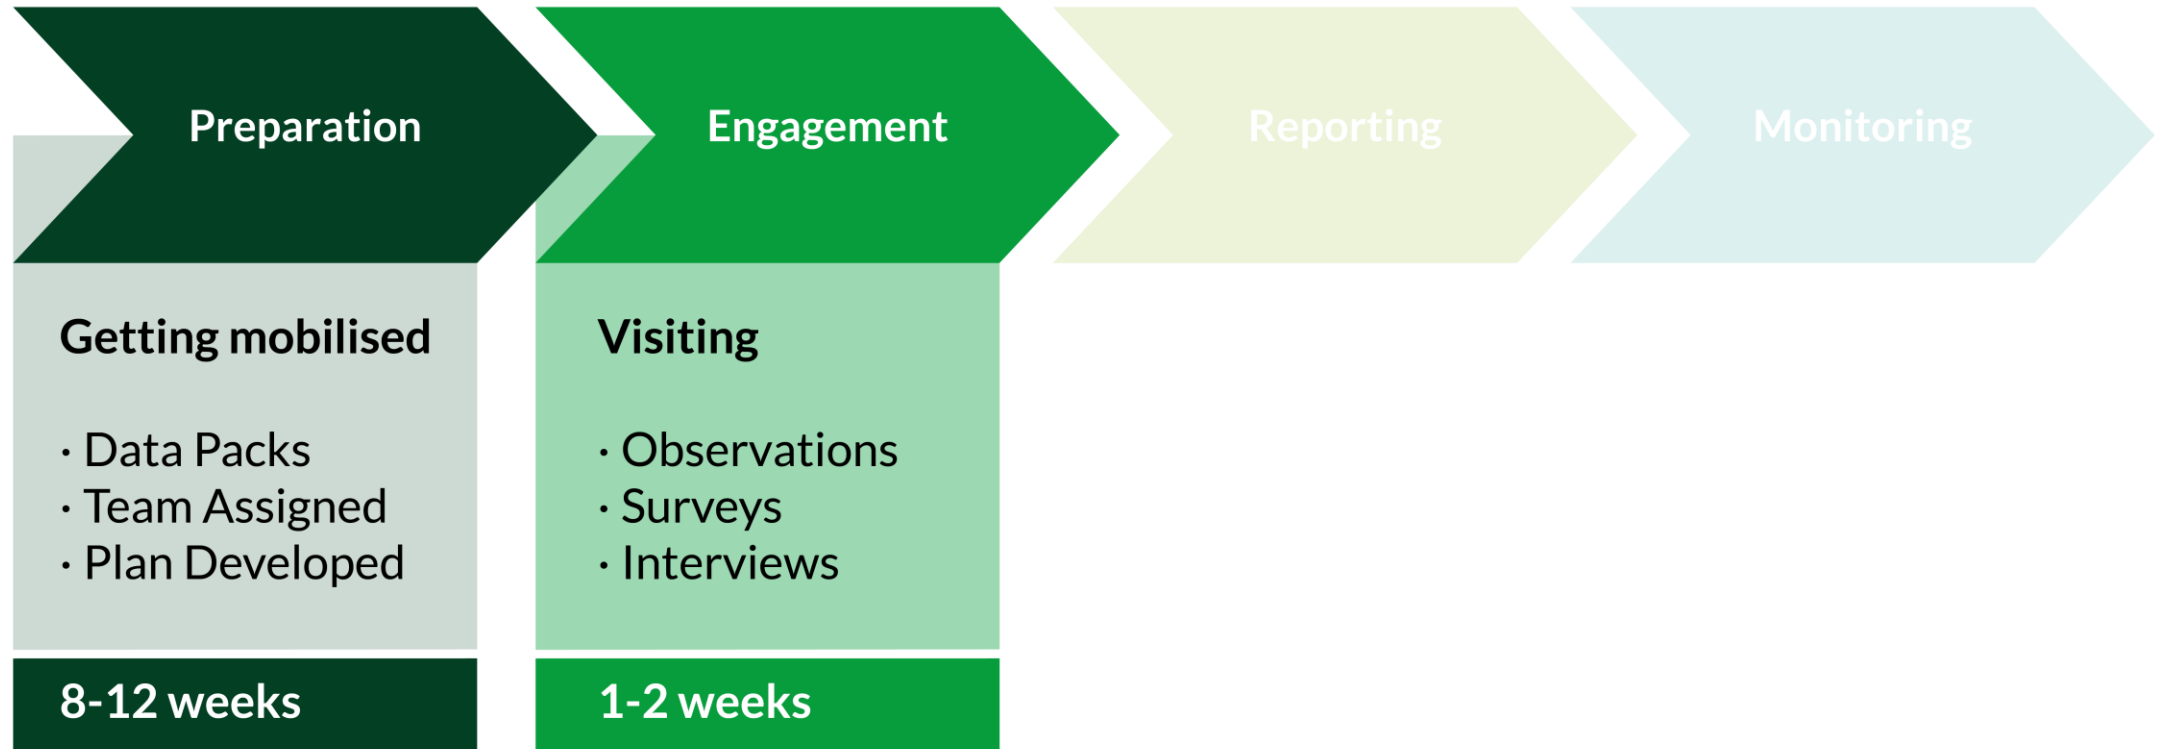 Preparation
Engagement
Reporting
Monitoring
Getting mobilised
· Data Packs
· Team Assigned
· Plan Developed
8-12 weeks
Visiting
· Observations
· Surveys
· Interviews
1-2 weeks